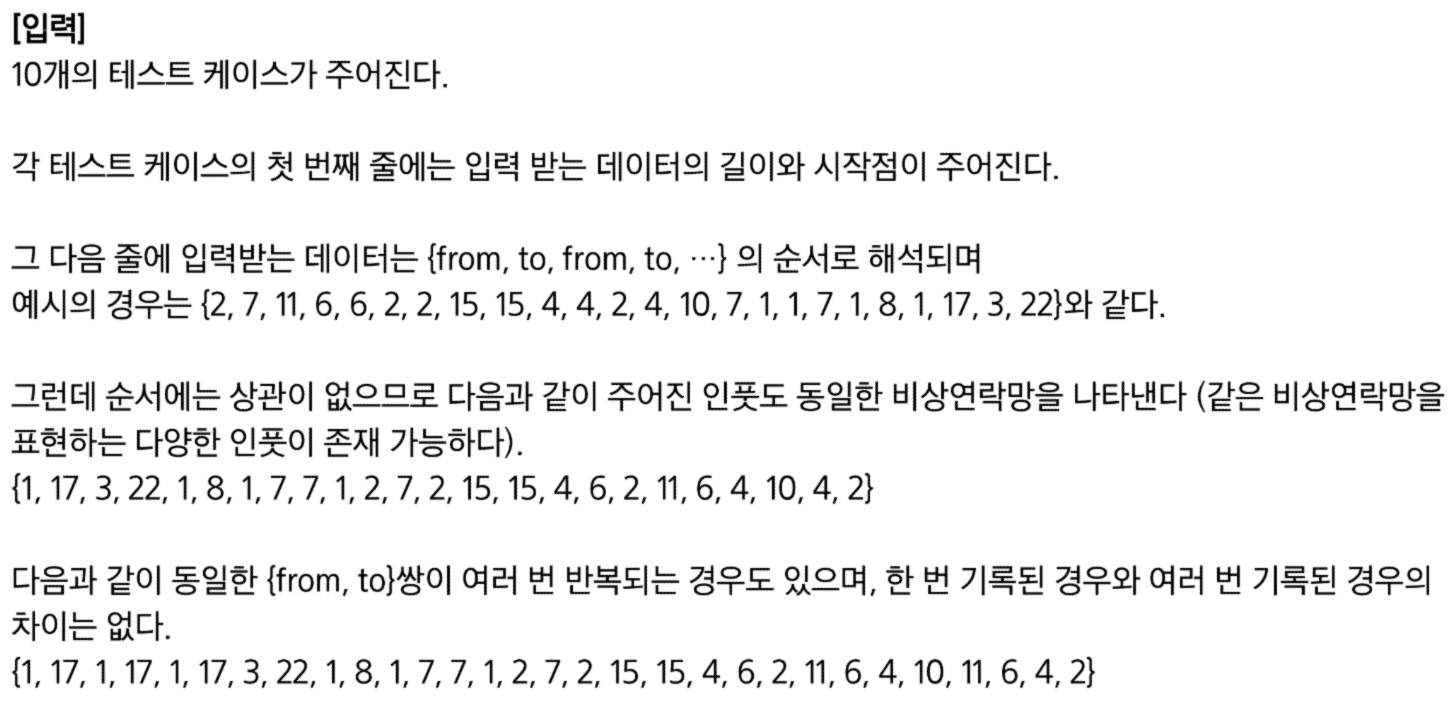 [입력]
10개의 테스트 케이스가 주어진다.
각 테스트 케이스의 첫 번째 줄에는 입력 받는 데이터의 길이와 시작점이 주어진다.
그 다음 줄에 입력받는 데이터는 {from, to, from, to, …} 의 순서로 해석되며
예시의 경우는 {2, 7, 11, 6, 6, 2, 2, 15, 15, 4, 4, 2, 4, 10, 7, 1, 1, 7, 1, 8, 1, 17, 3, 22}와 같다.
그런데 순서에는 상관이 없으므로 다음과 같이 주어진 인풋도 동일한 비상연락망을 나타낸다 (같은 비상연락망을
표현하는 다양한 인풋이 존재 가능하다).
{1, 17, 3, 22, 1, 8, 1, 7, 7, 1, 2, 7, 2, 15, 15, 4, 6, 2, 11, 6, 4, 10, 4, 2}
다음과 같이 동일한 {from, to}쌍이 여러 번 반복되는 경우도 있으며, 한 번 기록된 경우와 여러 번 기록된 경우의
차이는 없다.
{1, 17, 1, 17, 1, 17, 3, 22, 1, 8, 1, 7, 7, 1, 2, 7, 2, 15, 15, 4, 6, 2, 11, 6, 4, 10, 11, 6, 4, 2}